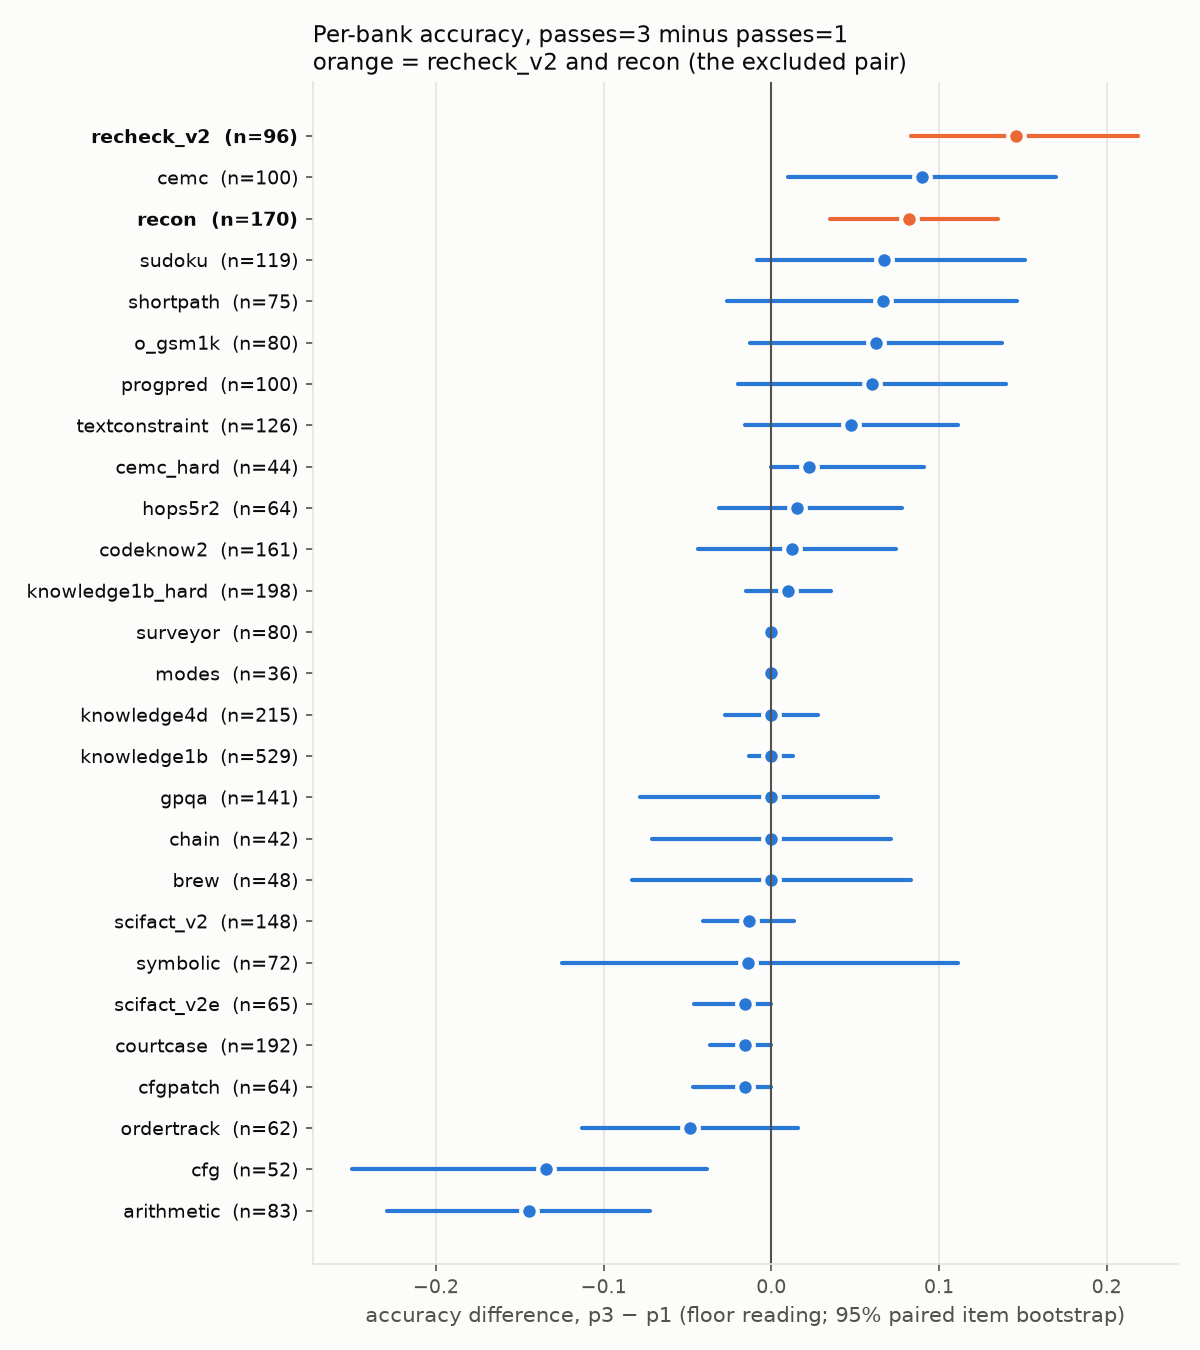 Per-bank accuracy, passes=3 minus passes=1
orange = recheck_v2 and recon (the excluded pair)
recheck_v2 (n=96)
cemc (n=100)
recon (n=170)
sudoku (n=119)
shortpath (n=75)
o_gsm1k (n=80)
progpred (n=100)
textconstraint (n=126)
cemc_hard (n=44)
hops5r2 (n=64)
codeknow2 (n=161)
knowledge1b_hard (n=198)
surveyor (n=80)
modes (n=36)
knowledge4d (n=215)
knowledge1b (n=529)
gpqa (n=141)
chain (n=42)
brew (n=48)
scifact_v2 (n=148)
symbolic (n=72)
scifact_v2e (n=65)
courtcase (n=192)
cfgpatch (n=64)
ordertrack (n=62)
cfg (n=52)
arithmetic (n=83)
−0.2 −0.1 0.0 0.1 0.2
accuracy difference, p3 − p1 (floor reading; 95% paired item bootstrap)